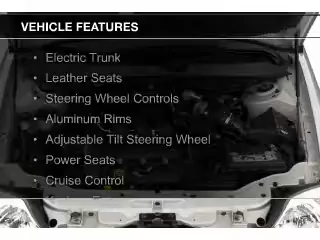 VEHICLE FEATURES
• Electric Trunk
• Leather Seats
• Steering Wheel Controls
• Aluminum Rims
• Adjustable Tilt Steering Wheel
• Power Seats
• Cruise Control